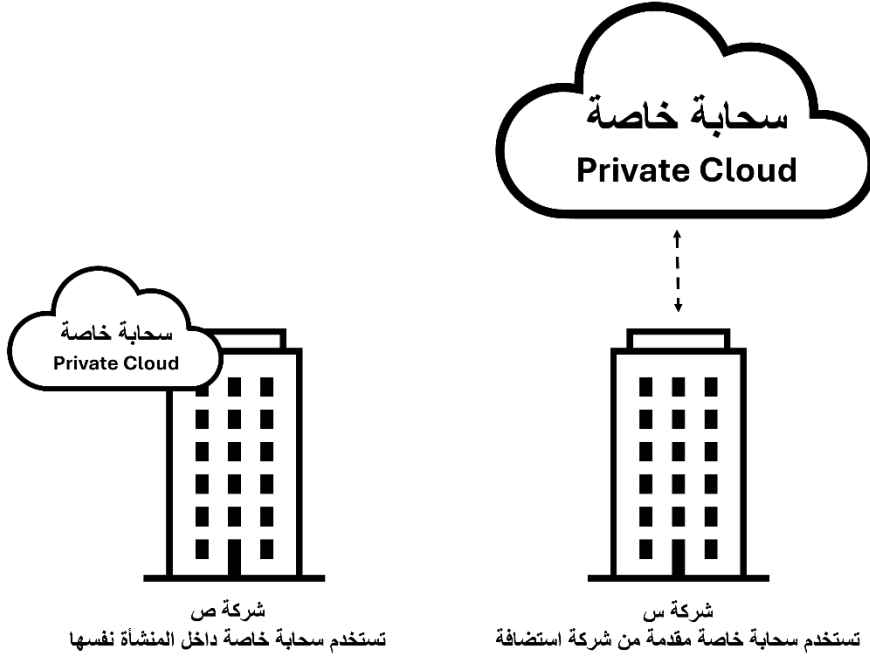 سحابة خاصة
Private Cloud
شركة س
تستخدم سحابة خاصة مقدمة من شركة استضافة
سحابة خاصة
Private Cloud
شركة ص
تستخدم سحابة خاصة داخل المنشأة نفسها